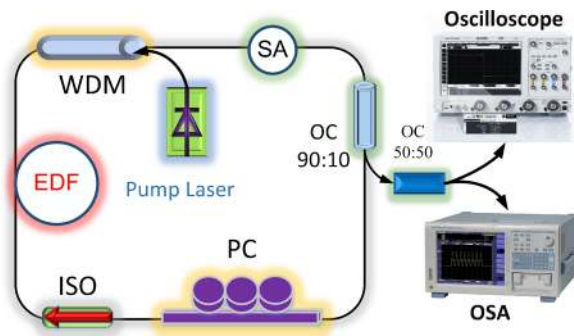 Oscilloscope
SA
WDM
OC
90:10
OC
50:50
EDF
Pump Laser
PC
ISO
OSA